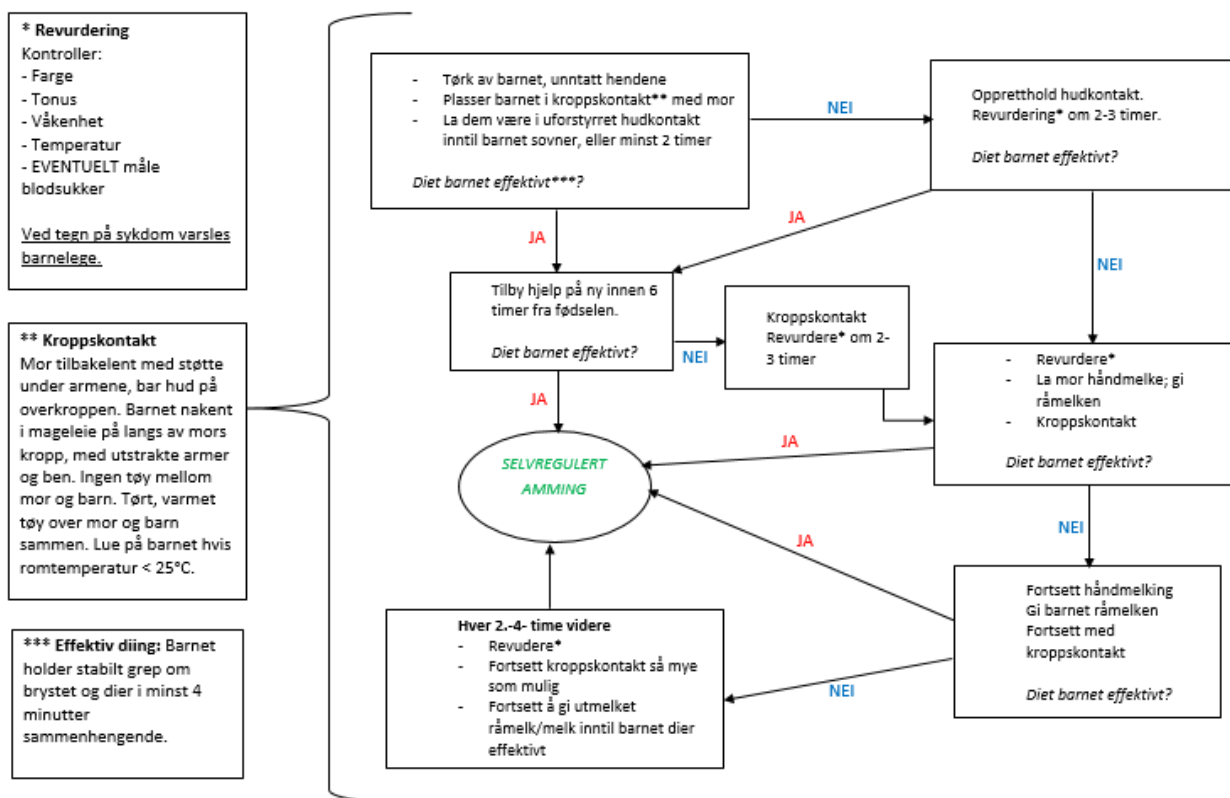 * Revurdering
Kontroller:
- Farge
- Tonus
- Våkenhet
- Temperatur
- EVENTUELT måle
blodsukker
Ved tegn på sykdom varsles
barnelege.
** Kroppskontakt
Mor tilbakelent med støtte
under armene, bar hud på
overkroppen. Barnet nakent
i mageleie på langs av mors
kropp, med utstrakte armer
og ben. Ingen tøy mellom
mor og barn. Tørt, varmet
tøy over mor og barn
sammen. Lue på barnet hvis
romtemperatur < 25°C.
*** Effektiv diing: Barnet
holder stabilt grep om
brystet og dier i minst 4
minutter
sammenhengende.
- Tørk av barnet, unntatt hendene
- Plasser barnet i kroppskontakt** med mor
- La dem være i uforstyrret hudkontakt
inntil barnet sovner, eller minst 2 timer
Diet barnet effektivt***?
NEI
Oppretthold hudkontakt.
Revurdering* om 2-3 timer.
Diet barnet effektivt?
JA
JA
NEI
Tilby hjelp på ny innen 6
timer fra fødselen.
Diet barnet effektivt?
NEI
Kroppskontakt
Revurdere* om 2-
3 timer
- Revurdere*
- La mor håndmelke; gi
råmelken
- Kroppskontakt
Diet barnet effektivt?
JA
JA
SELVREGULERT
AMMING
NEI
JA
Fortsett håndmelking
Gi barnet råmelken
Fortsett med
kroppskontakt
Diet barnet effektivt?
NEI
Hver 2.-4- time videre
- Revudere*
- Fortsett kroppskontakt så mye
som mulig
- Fortsett å gi utmelket
råmelk/melk inntil barnet dier
effektivt